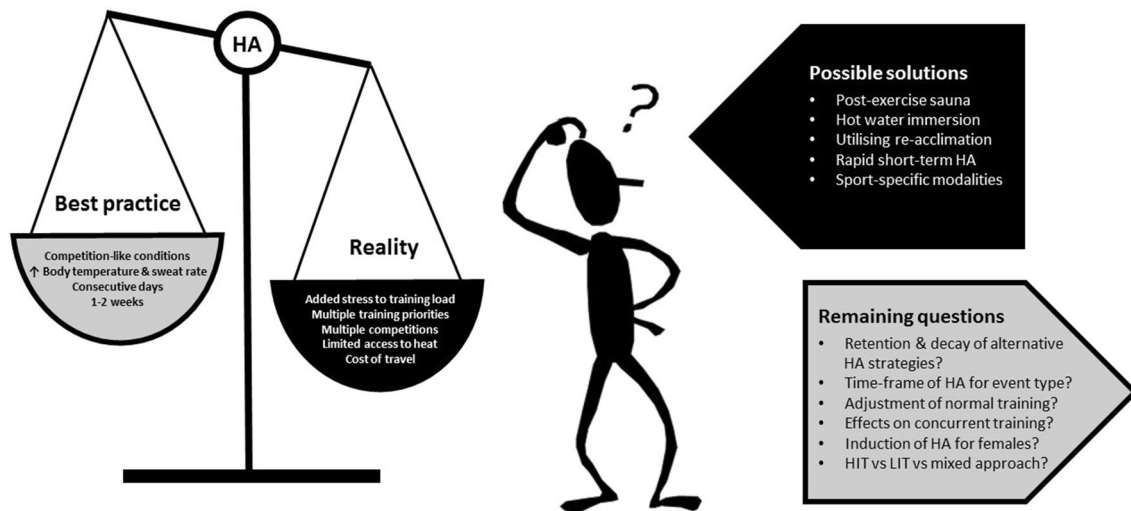 HA
Best practice
Competition-like conditions
↑ Body temperature & sweat rate
Consecutive days
1-2 weeks
Reality
Added stress to training load
Multiple training priorities
Multiple competitions
Limited access to heat
Cost of travel
?
Possible solutions
• Post-exercise sauna
• Hot water immersion
• Utilising re-acclimation
• Rapid short-term HA
• Sport-specific modalities
Remaining questions
• Retention & decay of alternative
HA strategies?
• Time-frame of HA for event type?
• Adjustment of normal training?
• Effects on concurrent training?
• Induction of HA for females?
• HIT vs LIT vs mixed approach?